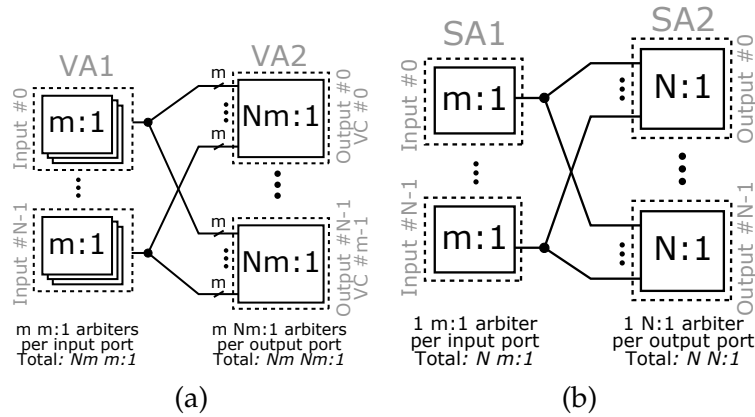 VA1
VA2
Input #0
m:1
m
Nm:1
m
Output #0
VC #0
Input #N-1
m:1
m
Nm:1
m
Output #N-1
VC #m-1
m m:1 arbiters
per input port
Total: Nm m:1
m Nm:1 arbiters
per output port
Total: Nm Nm:1
(a)
SA1
SA2
Input #0
m:1
N:1
Output #0
Input #N-1
m:1
N:1
Output #N-1
1 m:1 arbiter
per input port
Total: N m:1
1 N:1 arbiter
per output port
Total: N N:1
(b)